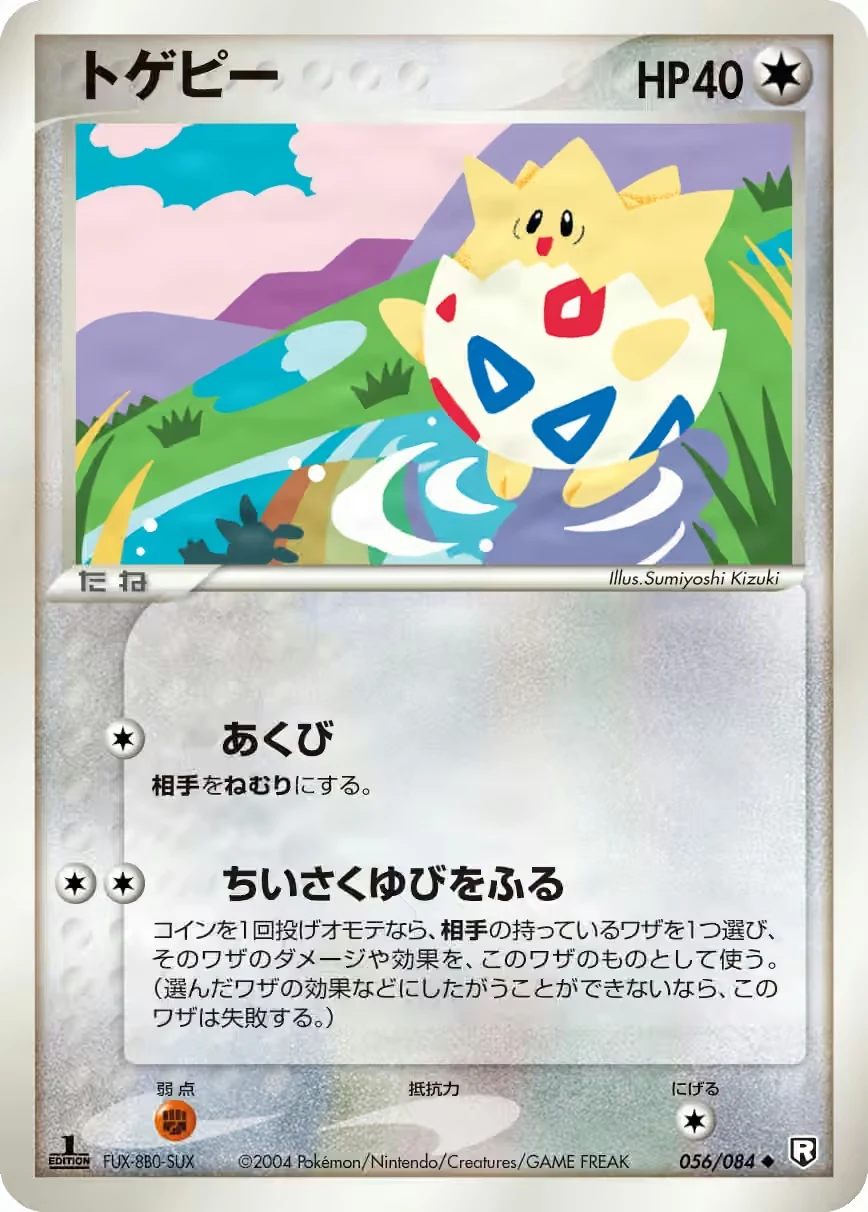 トゲピー
HP40
たね
Illus.Sumiyoshi Kizuki
あくび
相手をねむりにする。
ちいさくゆびをふる
コインを1回投げオモテなら、相手の持っているワザを1つ選び、
そのワザのダメージや効果を、このワザのものとして使う。
（選んだワザの効果などにしたがうことができないなら、この
ワザは失敗する。）
弱点 抵抗力 にげる
1 EDITION FUX-8B0-SUX ©2004 Pokémon/Nintendo/Creatures/GAME FREAK 056/084 ◆ R